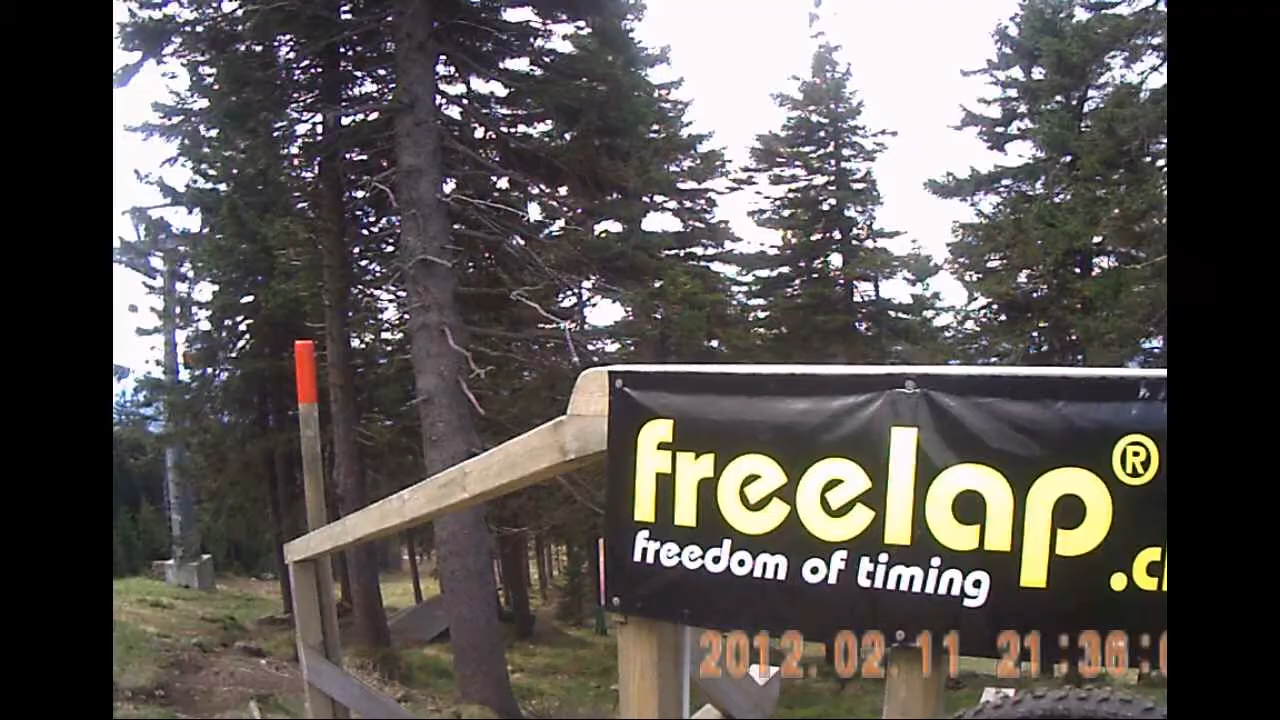 freelap®
.c
freedom of timing
2012.02.11 21:36: